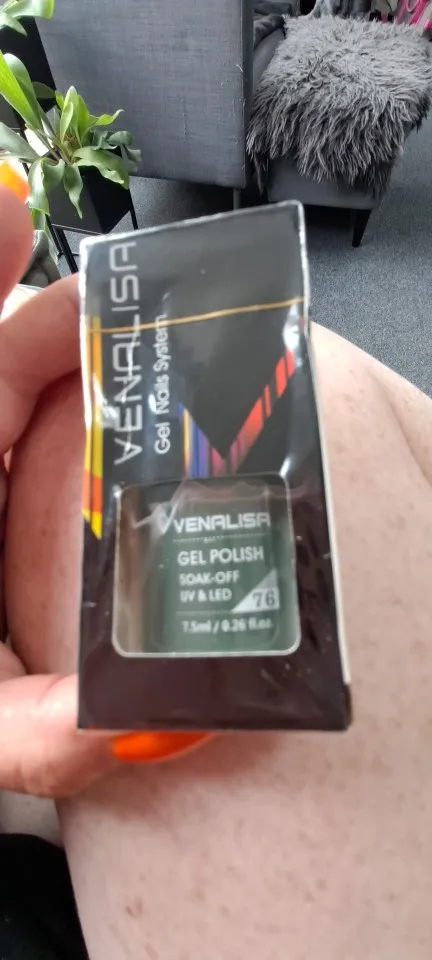 VENALISA
Gel Nails System
VENALISA
GEL POLISH
SOAK-OFF
UV & LED
76
7.5ml / 0.26 fl.oz.